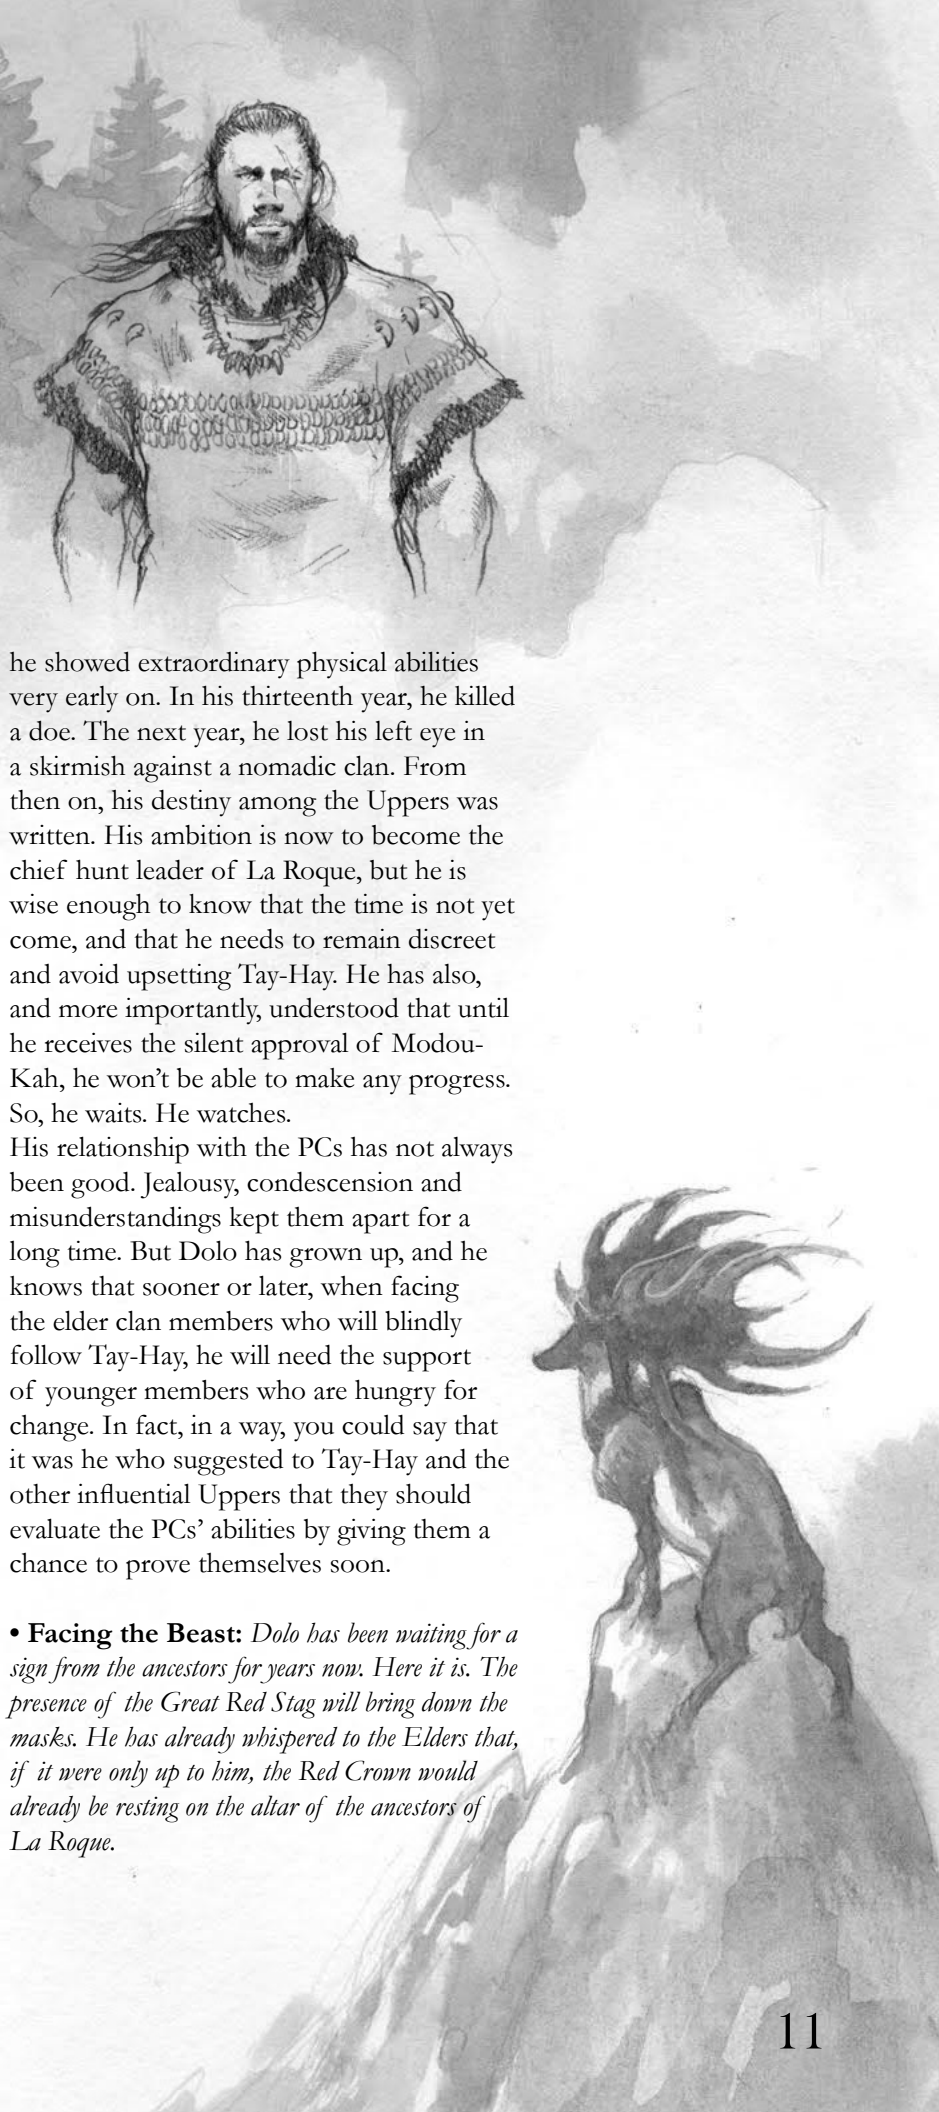 he showed extraordinary physical abilities
very early on. In his thirteenth year, he killed
a doe. The next year, he lost his left eye in
a skirmish against a nomadic clan. From
then on, his destiny among the Uppers was
written. His ambition is now to become the
chief hunt leader of La Roque, but he is
wise enough to know that the time is not yet
come, and that he needs to remain discreet
and avoid upsetting Tay-Hay. He has also,
and more importantly, understood that until
he receives the silent approval of Modou-
Kah, he won’t be able to make any progress.
So, he waits. He watches.
His relationship with the PCs has not always
been good. Jealousy, condescension and
misunderstandings kept them apart for a
long time. But Dolo has grown up, and he
knows that sooner or later, when facing
the elder clan members who will blindly
follow Tay-Hay, he will need the support
of younger members who are hungry for
change. In fact, in a way, you could say that
it was he who suggested to Tay-Hay and the
other influential Uppers that they should
evaluate the PCs’ abilities by giving them a
chance to prove themselves soon.
• Facing the Beast: Dolo has been waiting for a
sign from the ancestors for years now. Here it is. The
presence of the Great Red Stag will bring down the
masks. He has already whispered to the Elders that,
if it were only up to him, the Red Crown would
already be resting on the altar of the ancestors of
La Roque.
11